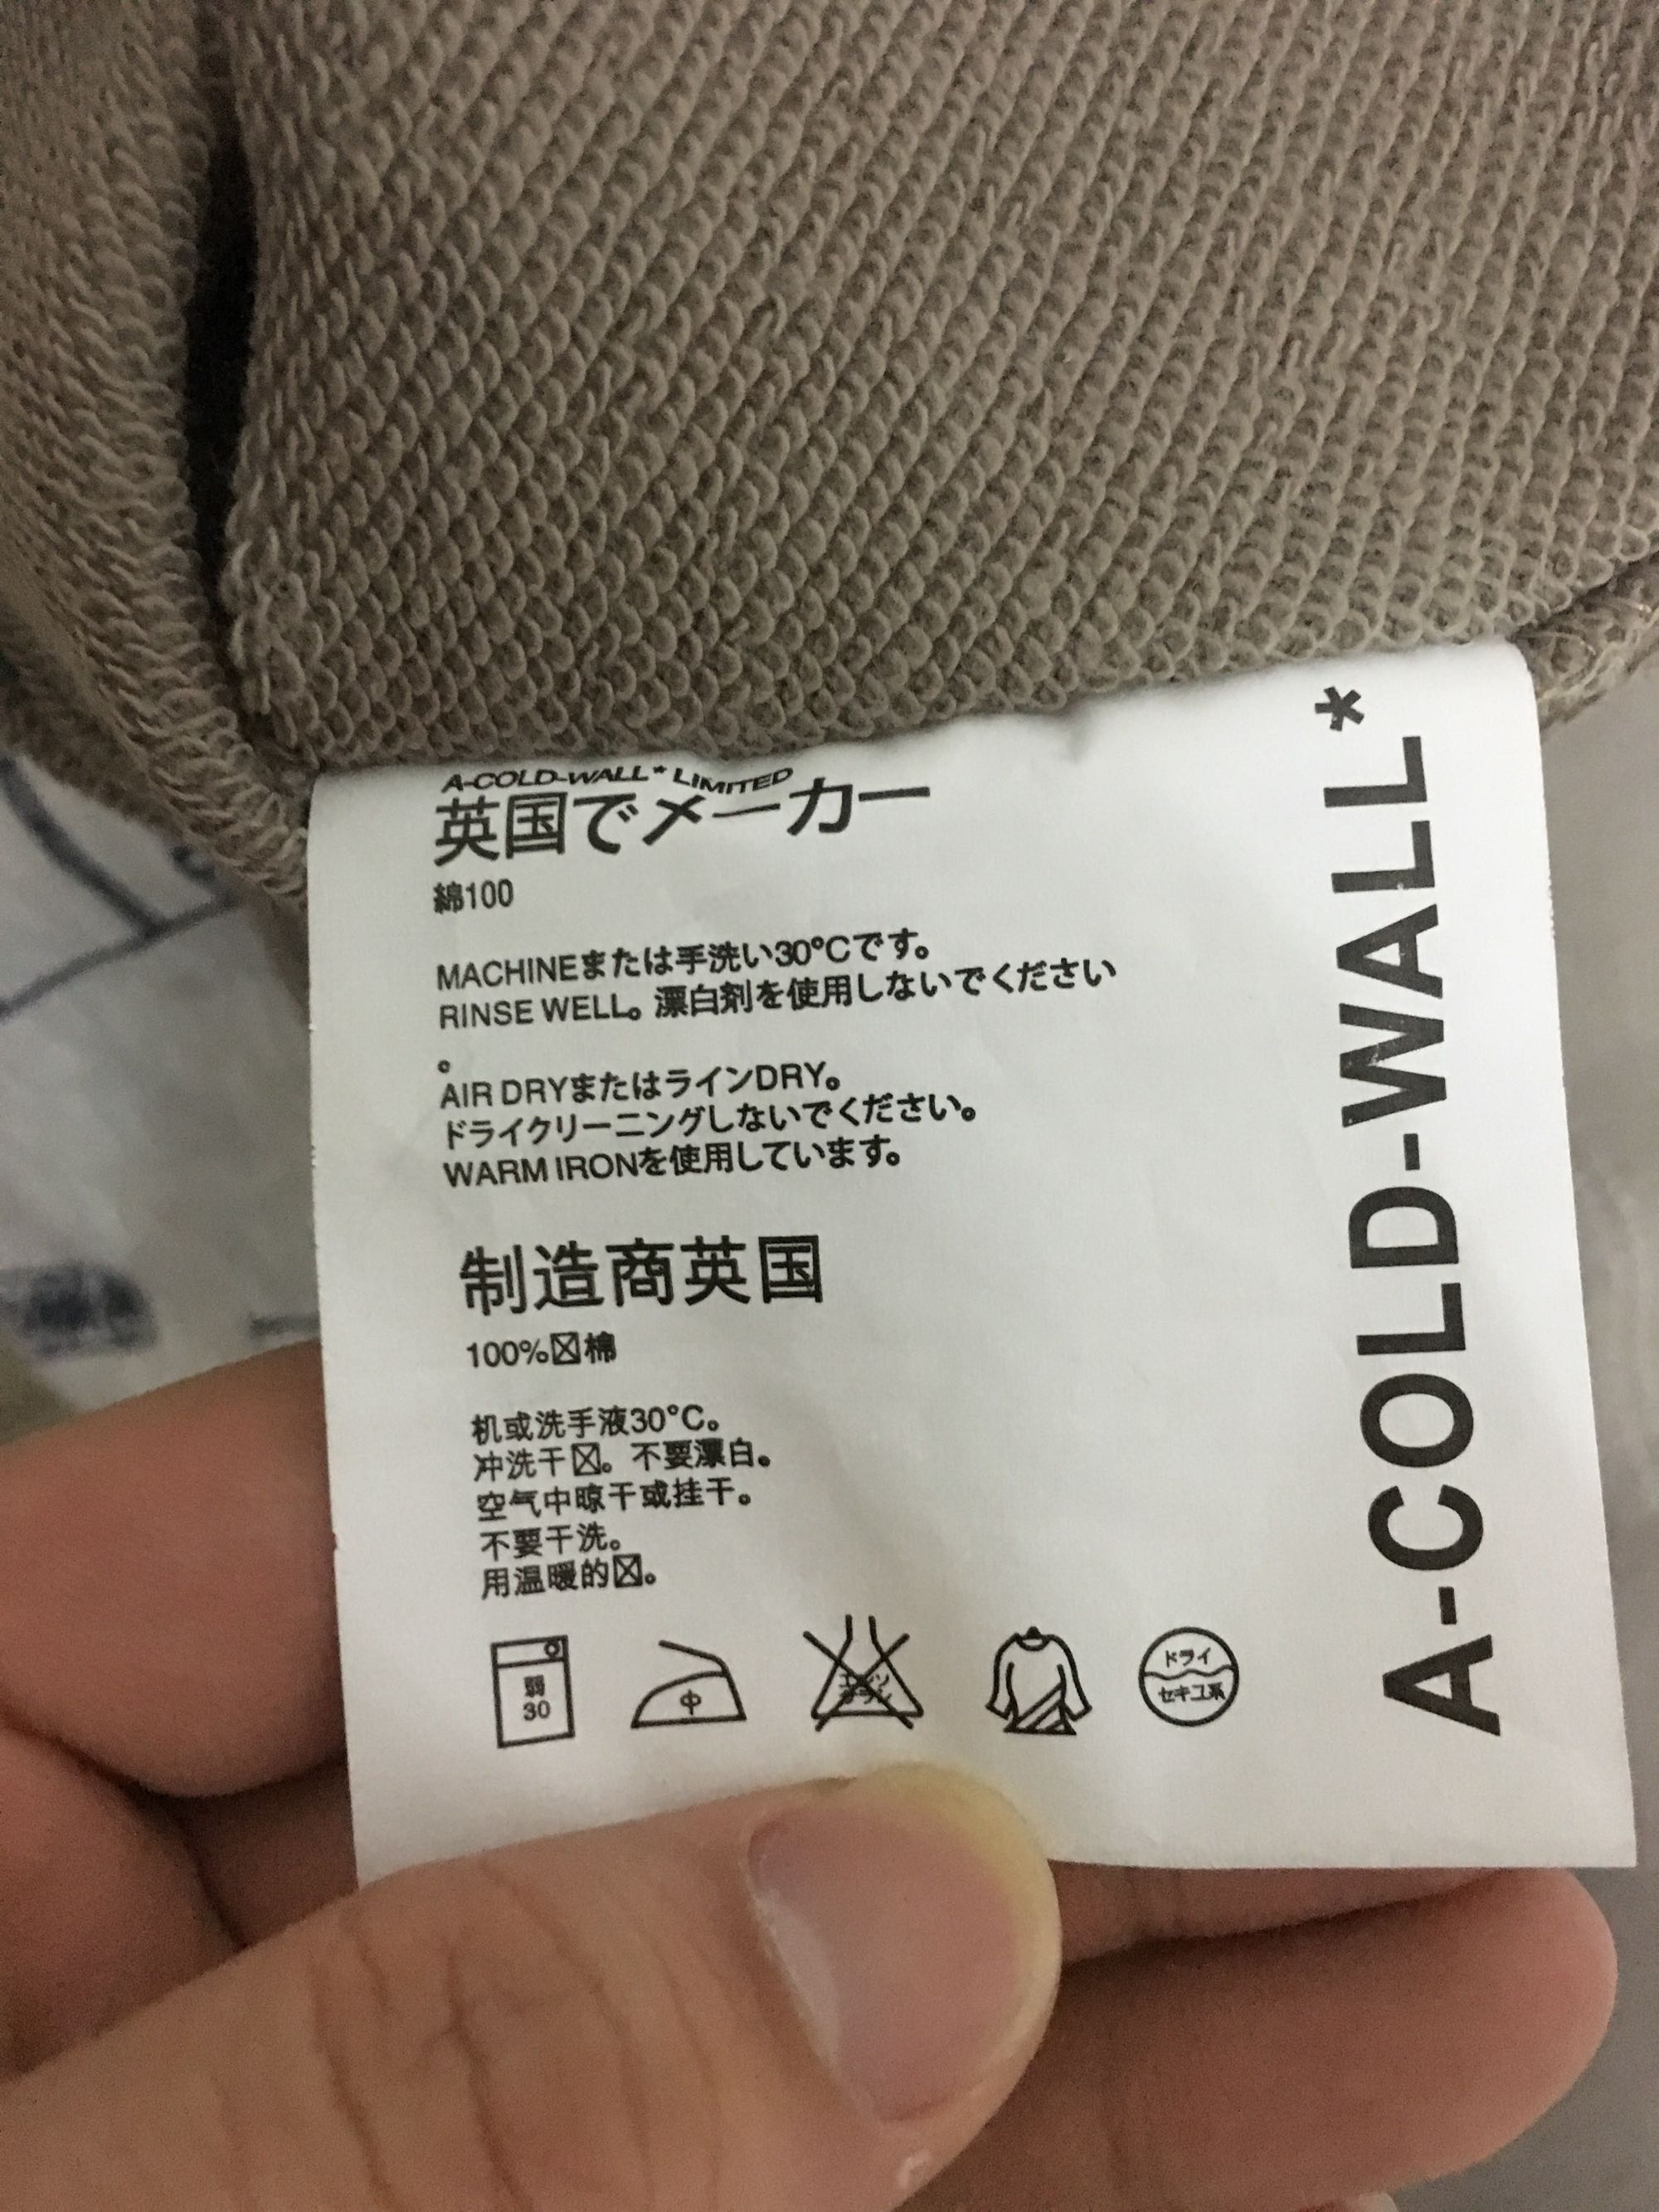 A-COLD-WALL* LIMITED
英国でメーカー
綿100
MACHINEまたは手洗い30°Cです。
RINSE WELL。漂白剤を使用しないでください
。
AIR DRYまたはラインDRY。
ドライクリーニングしないでください。
WARM IRONを使用しています。
制造商英国
100%☒棉
机或洗手液30°C。
冲洗干☒。不要漂白。
空气中晾干或挂干。
不要干洗。
用温暖的☒。
弱
30
中
ドライ
セキユ系
A-COLD-WALL*